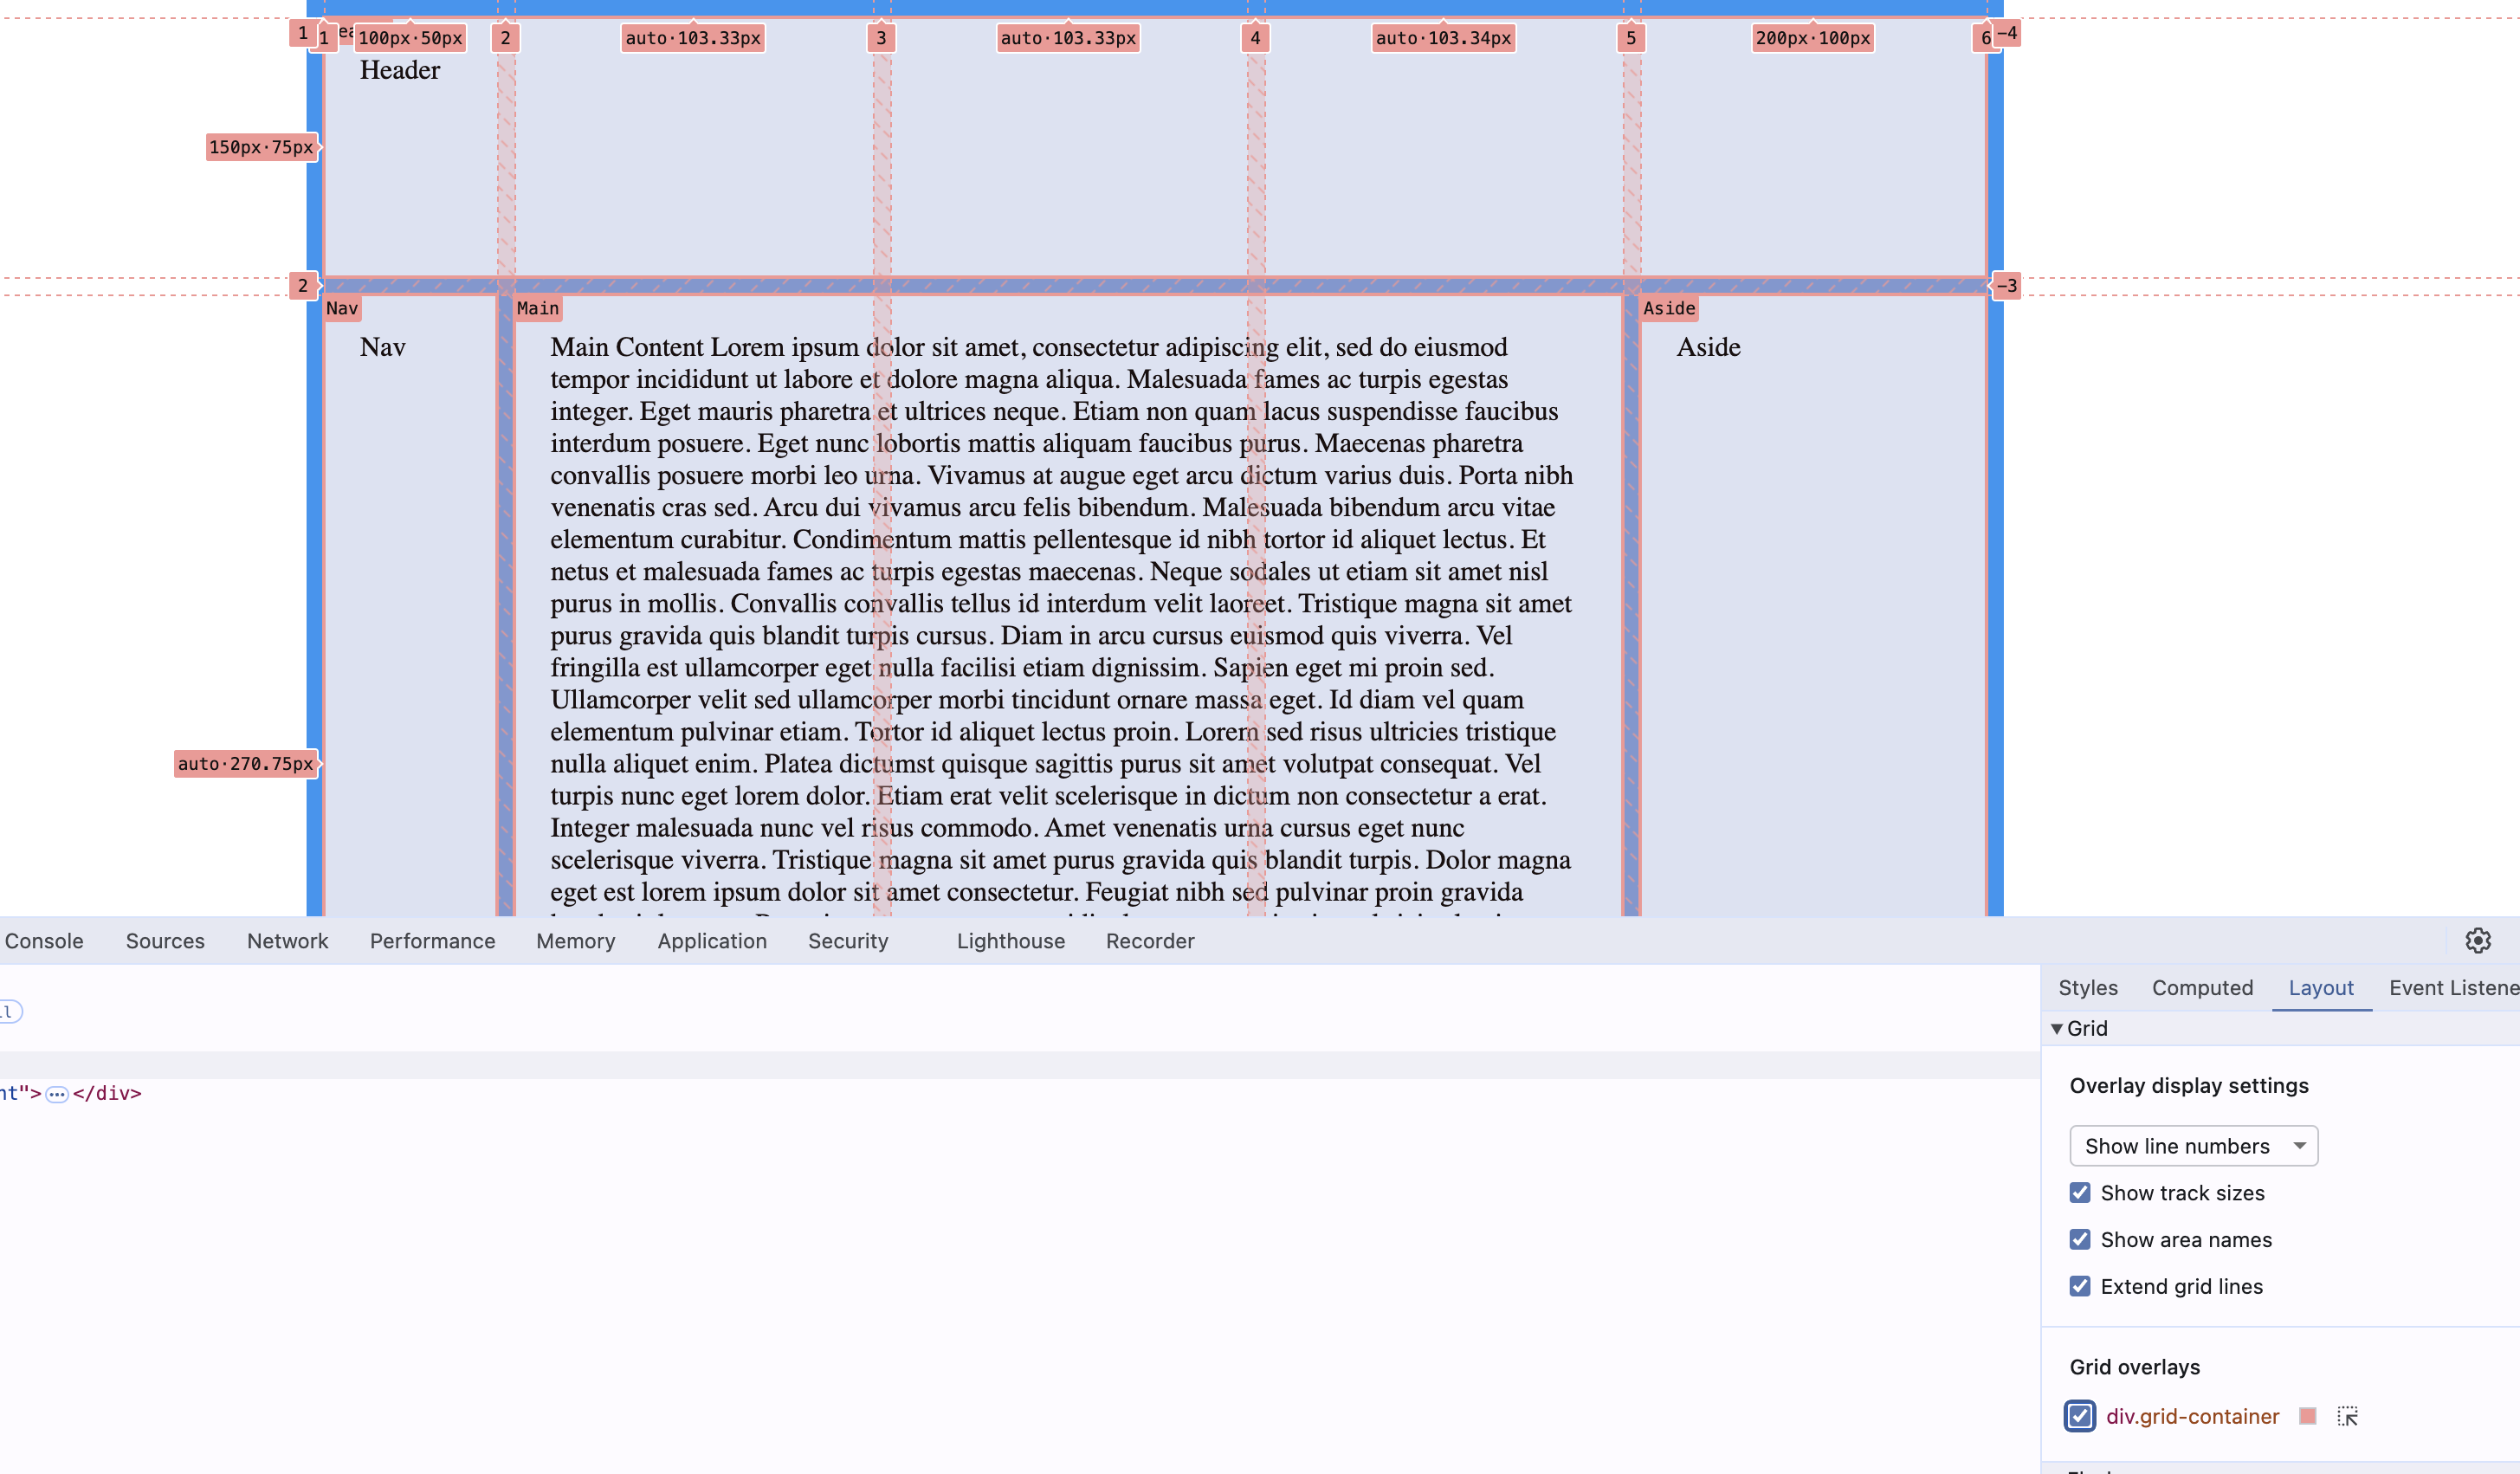 1 1 100px·50px 2 auto·103.33px 3 auto·103.33px 4 auto·103.34px 5 200px·100px 6 -4
Header
150px·75px
2 -3
Nav Main Aside
Nav
Main Content Lorem ipsum dolor sit amet, consectetur adipiscing elit, sed do eiusmod
tempor incididunt ut labore et dolore magna aliqua. Malesuada fames ac turpis egestas
integer. Eget mauris pharetra et ultrices neque. Etiam non quam lacus suspendisse faucibus
interdum posuere. Eget nunc lobortis mattis aliquam faucibus purus. Maecenas pharetra
convallis posuere morbi leo urna. Vivamus at augue eget arcu dictum varius duis. Porta nibh
venenatis cras sed. Arcu dui vivamus arcu felis bibendum. Malesuada bibendum arcu vitae
elementum curabitur. Condimentum mattis pellentesque id nibh tortor id aliquet lectus. Et
netus et malesuada fames ac turpis egestas maecenas. Neque sodales ut etiam sit amet nisl
purus in mollis. Convallis convallis tellus id interdum velit laoreet. Tristique magna sit amet
purus gravida quis blandit turpis cursus. Diam in arcu cursus euismod quis viverra. Vel
fringilla est ullamcorper eget nulla facilisi etiam dignissim. Sapien eget mi proin sed.
Ullamcorper velit sed ullamcorper morbi tincidunt ornare massa eget. Id diam vel quam
elementum pulvinar etiam. Tortor id aliquet lectus proin. Lorem sed risus ultricies tristique
nulla aliquet enim. Platea dictumst quisque sagittis purus sit amet volutpat consequat. Vel
turpis nunc eget lorem dolor. Etiam erat velit scelerisque in dictum non consectetur a erat.
Integer malesuada nunc vel risus commodo. Amet venenatis urna cursus eget nunc
scelerisque viverra. Tristique magna sit amet purus gravida quis blandit turpis. Dolor magna
eget est lorem ipsum dolor sit amet consectetur. Feugiat nibh sed pulvinar proin gravida
Aside
auto·270.75px
Console Sources Network Performance Memory Application Security Lighthouse Recorder
nt">⋯</div>
Styles Computed Layout Event Listene
Grid
Overlay display settings
Show line numbers
Show track sizes
Show area names
Extend grid lines
Grid overlays
div.grid-container